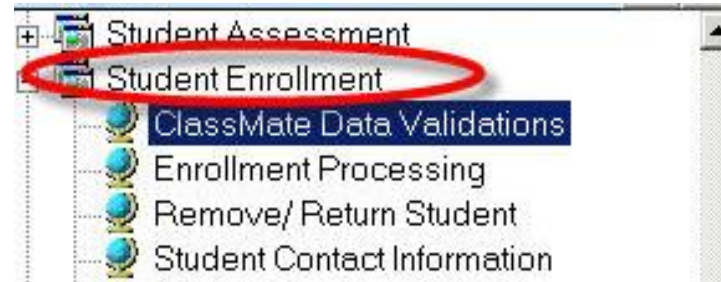 Student Assessment
Student Enrollment
ClassMate Data Validations
Enrollment Processing
Remove/ Return Student
Student Contact Information